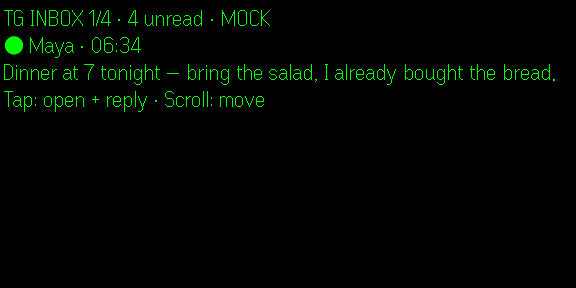 TG INBOX 1/4 · 4 unread · MOCK
● Maya · 06:34
Dinner at 7 tonight — bring the salad, I already bought the bread.
Tap: open + reply · Scroll: move